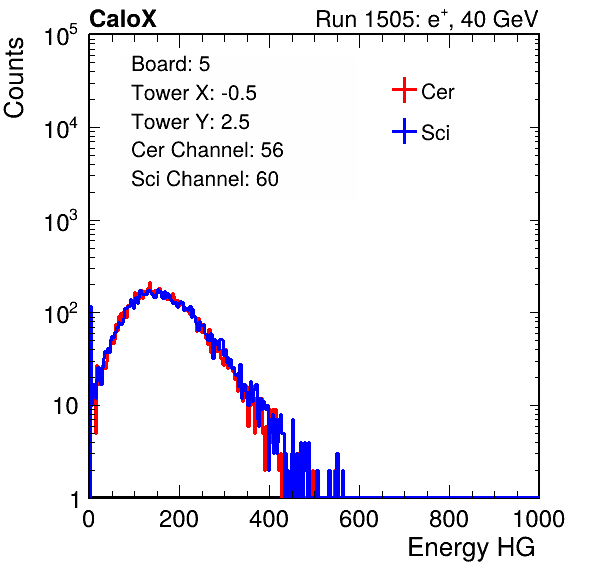 CaloX Run 1505: e⁺, 40 GeV
Counts
Board: 5
Tower X: -0.5
Tower Y: 2.5
Cer Channel: 56
Sci Channel: 60
Cer
Sci
10⁵
10⁴
10³
10²
10
1
0 200 400 600 800 1000
Energy HG